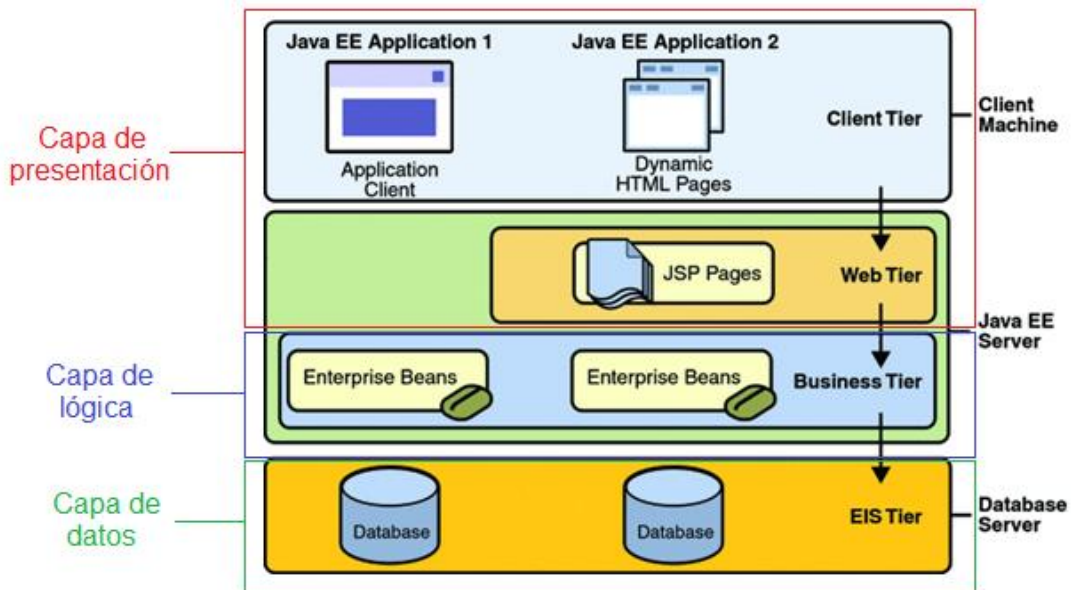 Java EE Application 1
Java EE Application 2
Client Tier
Client
Machine
Application
Client
Dynamic
HTML Pages
Capa de
presentación
JSP Pages
Web Tier
Java EE
Server
Capa de
lógica
Enterprise Beans
Enterprise Beans
Business Tier
Capa de
datos
Database
Database
EIS Tier
Database
Server